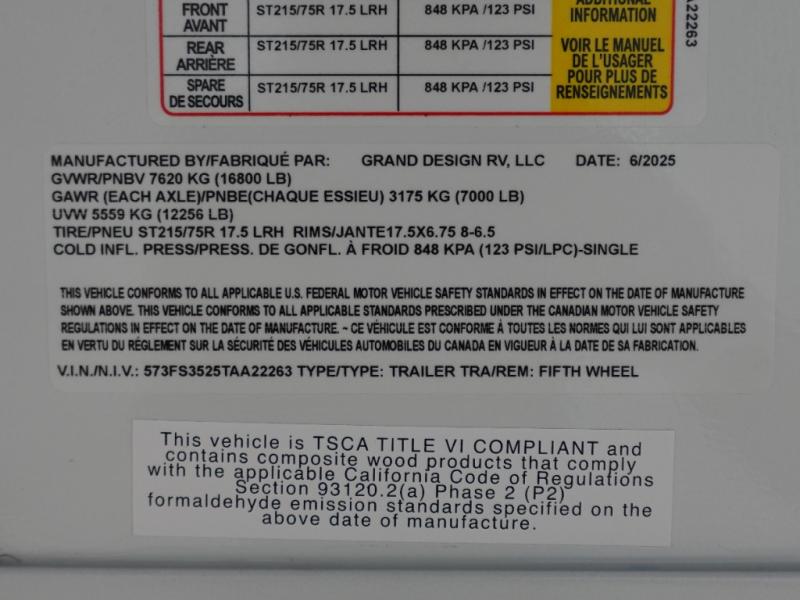 FRONT AVANT ST215/75R 17.5 LRH 848 KPA /123 PSI
REAR ARRIÈRE ST215/75R 17.5 LRH 848 KPA /123 PSI
SPARE DE SECOURS ST215/75R 17.5 LRH 848 KPA /123 PSI
ADDITIONAL
INFORMATION
VOIR LE MANUEL
DE L'USAGER
POUR PLUS DE
RENSEIGNEMENTS
A22263
MANUFACTURED BY/FABRIQUÉ PAR: GRAND DESIGN RV, LLC DATE: 6/2025
GVWR/PNBV 7620 KG (16800 LB)
GAWR (EACH AXLE)/PNBE(CHAQUE ESSIEU) 3175 KG (7000 LB)
UVW 5559 KG (12256 LB)
TIRE/PNEU ST215/75R 17.5 LRH RIMS/JANTE17.5X6.75 8-6.5
COLD INFL. PRESS/PRESS. DE GONFL. À FROID 848 KPA (123 PSI/LPC)-SINGLE
THIS VEHICLE CONFORMS TO ALL APPLICABLE U.S. FEDERAL MOTOR VEHICLE SAFETY STANDARDS IN EFFECT ON THE DATE OF MANUFACTURE
SHOWN ABOVE. THIS VEHICLE CONFORMS TO ALL APPLICABLE STANDARDS PRESCRIBED UNDER THE CANADIAN MOTOR VEHICLE SAFETY
REGULATIONS IN EFFECT ON THE DATE OF MANUFACTURE. ~ CE VÉHICULE EST CONFORME À TOUTES LES NORMES QUI LUI SONT APPLICABLES
EN VERTU DU RÉGLEMENT SUR LA SÉCURITÉ DES VÉHICULES AUTOMOBILES DU CANADA EN VIGUEUR À LA DATE DE SA FABRICATION.
V.I.N./N.I.V.: 573FS3525TAA22263 TYPE/TYPE: TRAILER TRA/REM: FIFTH WHEEL
This vehicle is TSCA TITLE VI COMPLIANT and
contains composite wood products that comply
with the applicable California Code of Regulations
Section 93120.2(a) Phase 2 (P2)
formaldehyde emission standards specified on the
above date of manufacture.